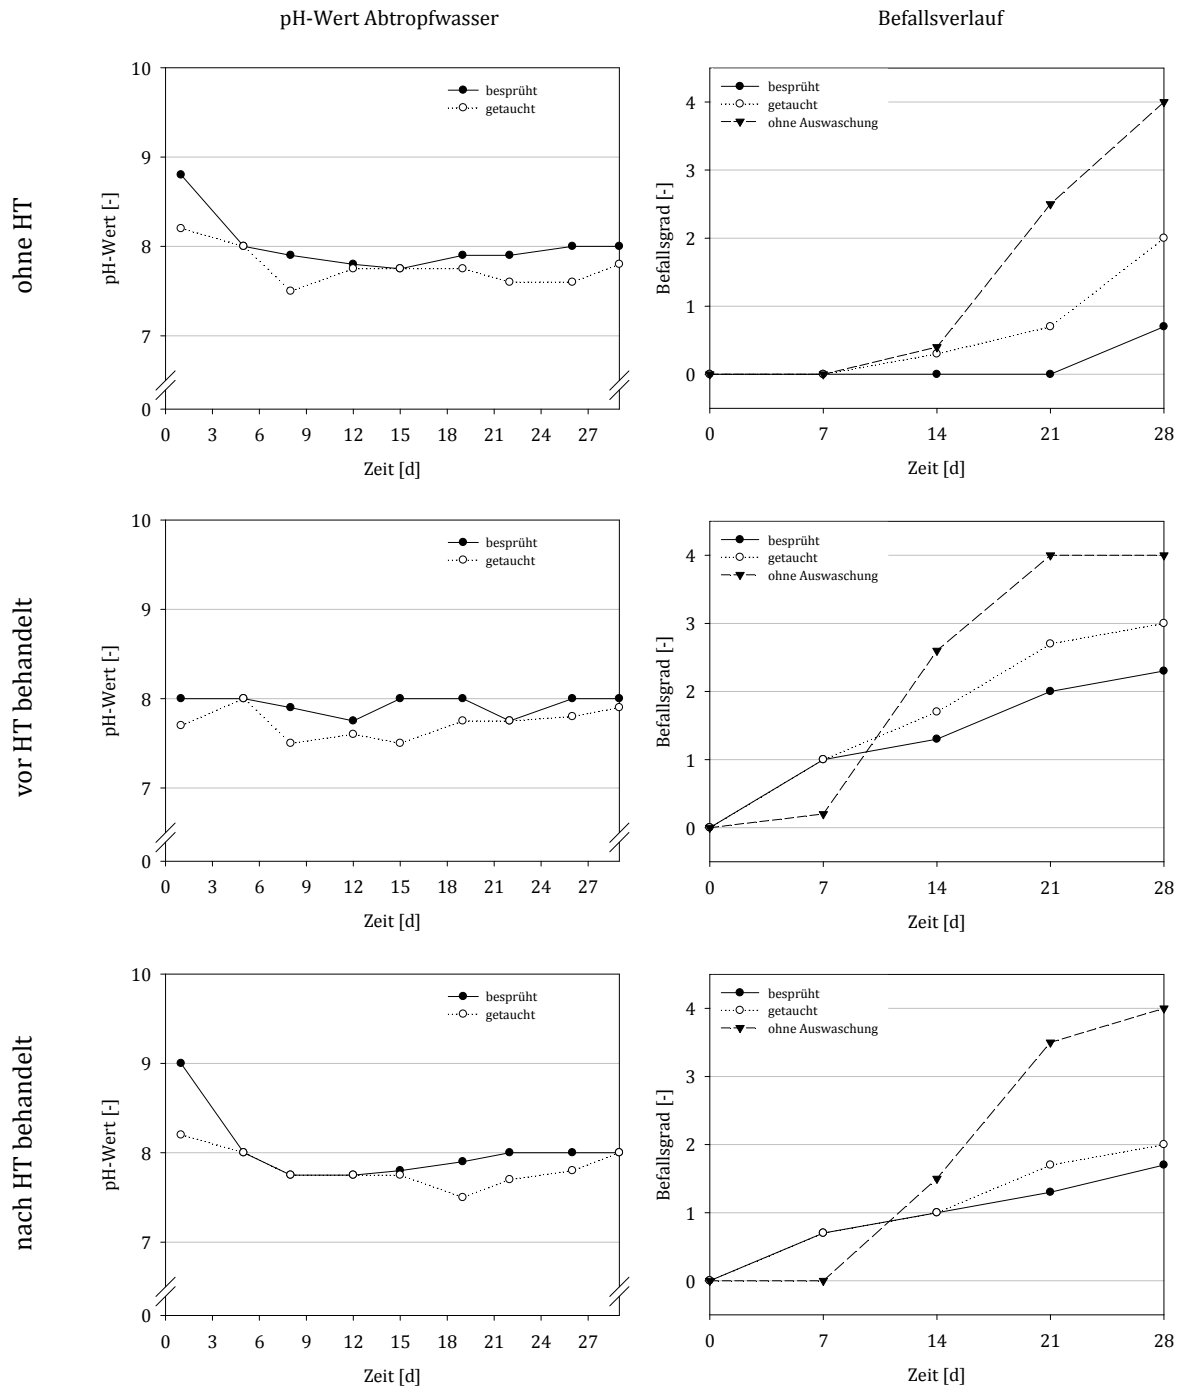 pH-Wert Abtropfwasser
Befallsverlauf
ohne HT
10
9
8
7
0
pH-Wert [-]
besprüht
getaucht
0 3 6 9 12 15 18 21 24 27
Zeit [d]
4
3
2
1
0
Befallsgrad [-]
besprüht
getaucht
ohne Auswaschung
0 7 14 21 28
Zeit [d]
vor HT behandelt
10
9
8
7
0
pH-Wert [-]
besprüht
getaucht
0 3 6 9 12 15 18 21 24 27
Zeit [d]
4
3
2
1
0
Befallsgrad [-]
besprüht
getaucht
ohne Auswaschung
0 7 14 21 28
Zeit [d]
nach HT behandelt
10
9
8
7
0
pH-Wert [-]
besprüht
getaucht
0 3 6 9 12 15 18 21 24 27
Zeit [d]
4
3
2
1
0
Befallsgrad [-]
besprüht
getaucht
ohne Auswaschung
0 7 14 21 28
Zeit [d]